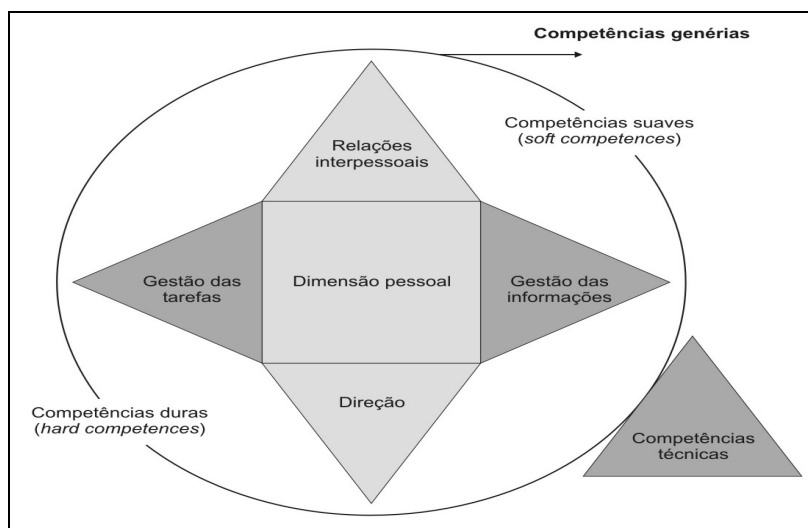 Competências genérias
Competências suaves
(soft competences)
Relações
interpessoais
Gestão das
tarefas
Dimensão pessoal
Gestão das
informações
Direção
Competências duras
(hard competences)
Competências
técnicas